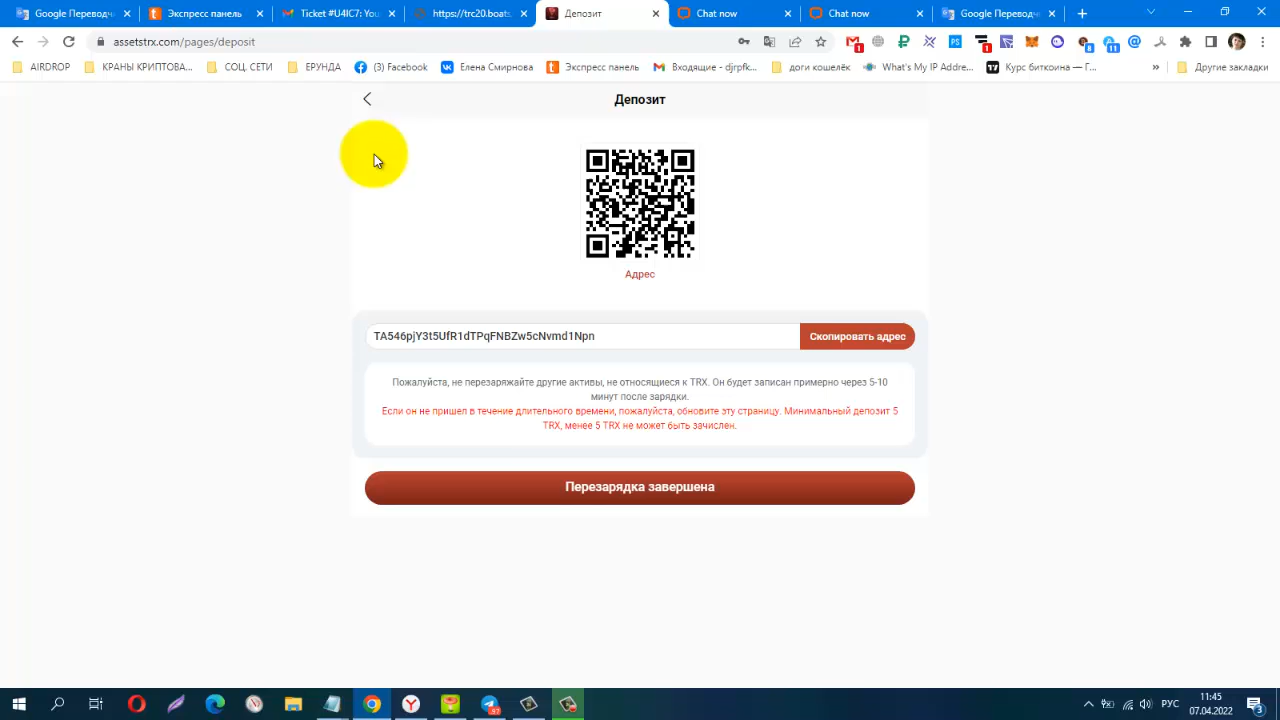 Google Переводч
Экспресс панель
Ticket #U4IC7: You
https://trc20.boats
Депозит
Chat now
Chat now
Google Переводч
assetstrx.com/pages/deposit
AIRDROP
КРАНЫ КРИПТОВА...
СОЦ. СЕТИ
ЕРУНДА
(3) Facebook
Елена Смирнова
Экспресс панель
Входящие - djrpfk...
доги кошелёк
What's My IP Addre...
Курс биткоина — Г...
»
Другие закладки
Депозит
Адрес
TA546pjY3t5UfR1dTPqFNBZw5cNvmd1Npn
Скопировать адрес
Пожалуйста, не перезаряжайте другие активы, не относящиеся к TRX. Он будет записан примерно через 5-10
минут после зарядки.
Если он не пришел в течение длительного времени, пожалуйста, обновите эту страницу. Минимальный депозит 5
TRX, менее 5 TRX не может быть зачислен.
Перезарядка завершена
РУС
11:45
07.04.2022